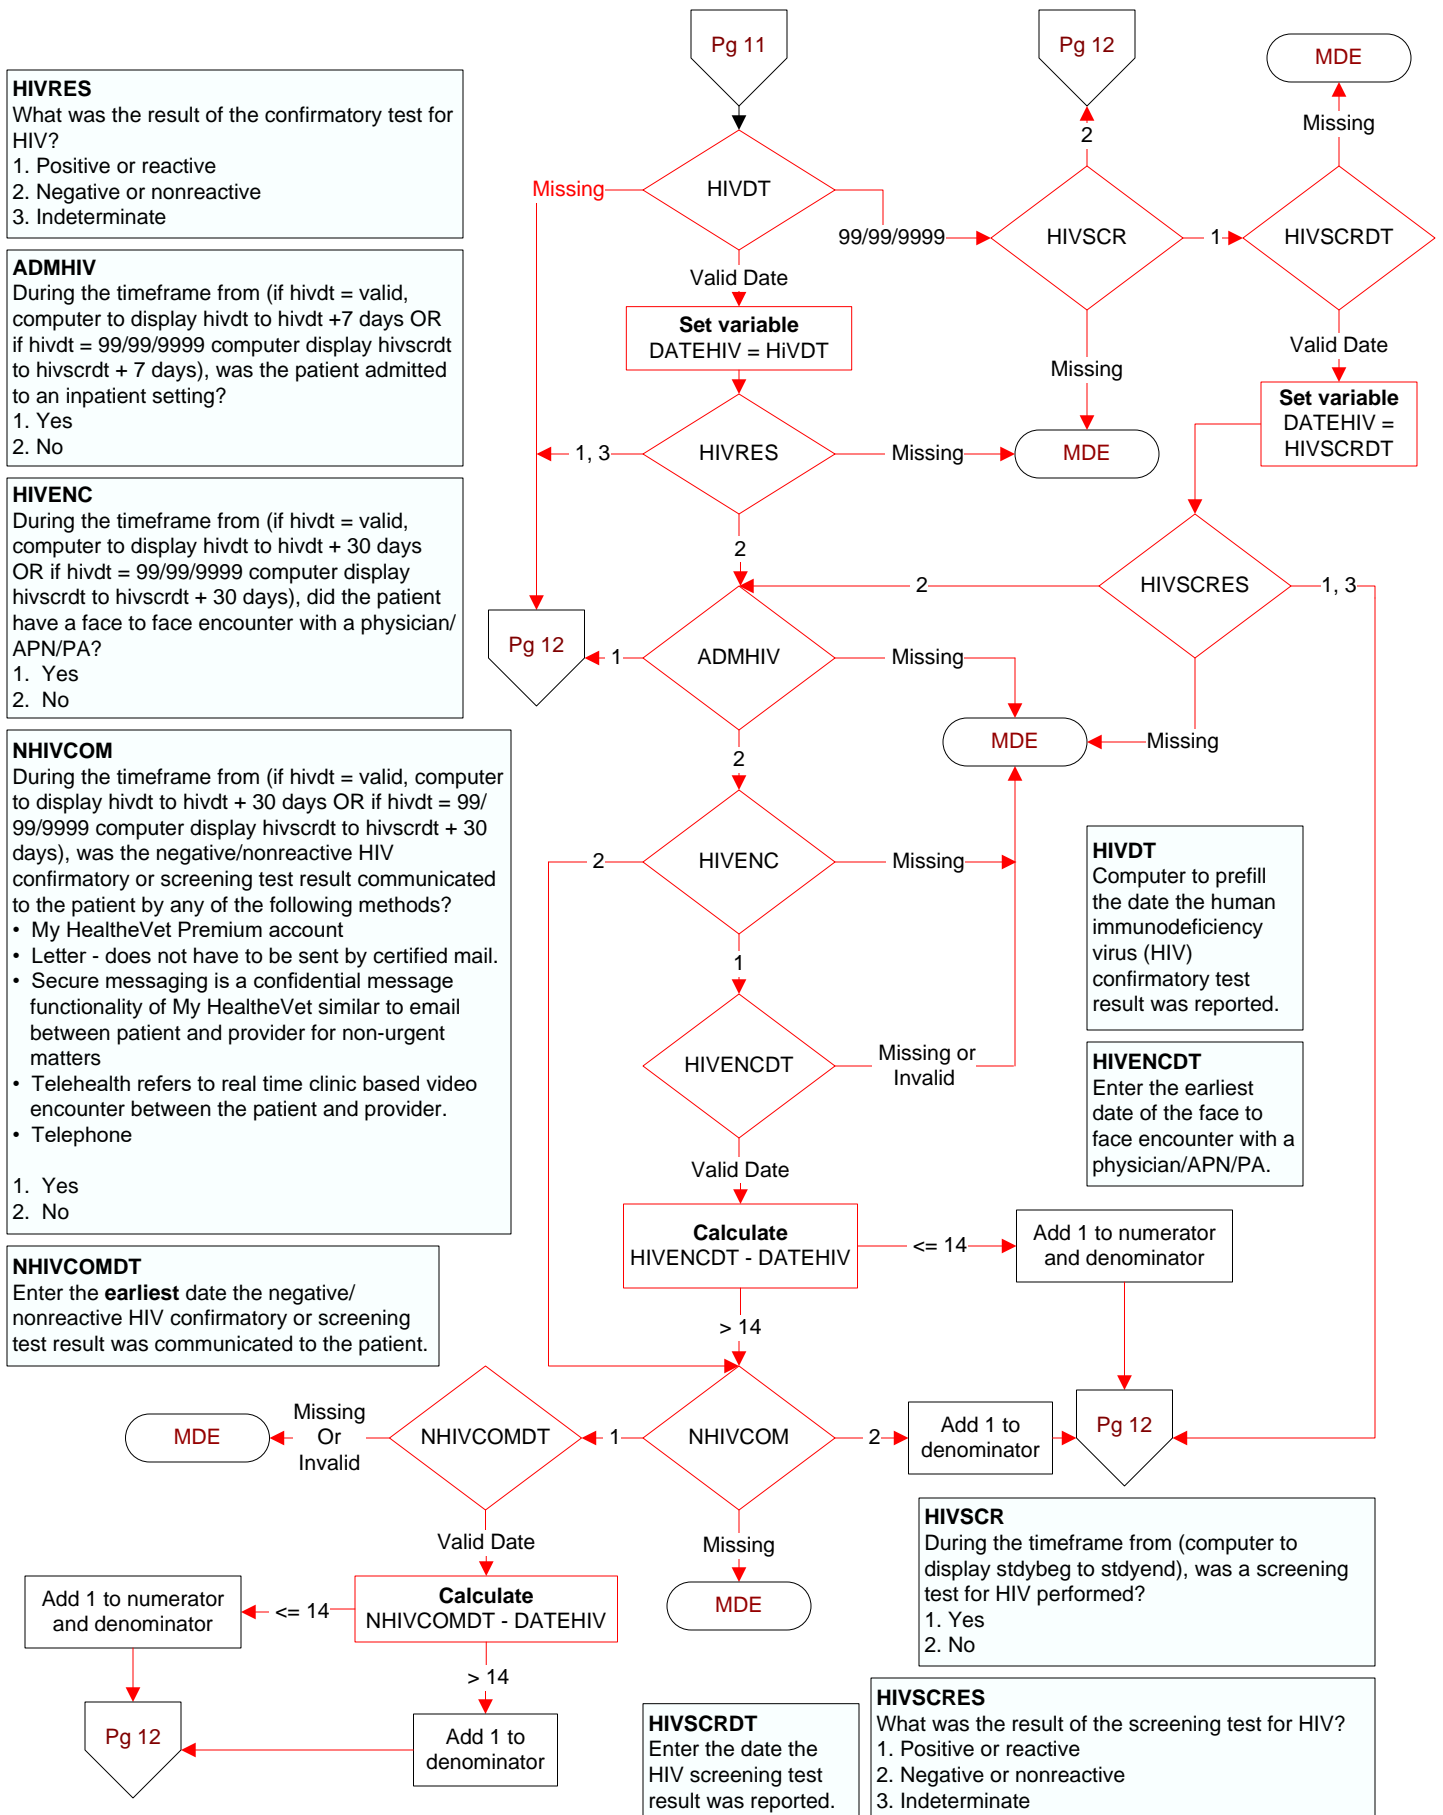 Pg 11
Pg 12
MDE
HIVRES
What was the result of the confirmatory test for
HIV?
1. Positive or reactive
2. Negative or nonreactive
3. Indeterminate
ADMHIV
During the timeframe from (if hivdt = valid,
computer to display hivdt to hivdt +7 days OR
if hivdt = 99/99/9999 computer display hivscrdt
to hivscrdt + 7 days), was the patient admitted
to an inpatient setting?
1. Yes
2. No
HIVENC
During the timeframe from (if hivdt = valid,
computer to display hivdt to hivdt + 30 days
OR if hivdt = 99/99/9999 computer display
hivscrdt to hivscrdt + 30 days), did the patient
have a face to face encounter with a physician/
APN/PA?
1. Yes
2. No
NHIVCOM
During the timeframe from (if hivdt = valid, computer
to display hivdt to hivdt + 30 days OR if hivdt = 99/
99/9999 computer display hivscrdt to hivscrdt + 30
days), was the negative/nonreactive HIV
confirmatory or screening test result communicated
to the patient by any of the following methods?
• My HealtheVet Premium account
• Letter - does not have to be sent by certified mail.
• Secure messaging is a confidential message
functionality of My HealtheVet similar to email
between patient and provider for non-urgent
matters
• Telehealth refers to real time clinic based video
encounter between the patient and provider.
• Telephone
1. Yes
2. No
NHIVCOMDT
Enter the earliest date the negative/
nonreactive HIV confirmatory or screening
test result was communicated to the patient.
Missing
HIVDT
99/99/9999
2
HIVSCR
1
HIVSCRDT
Missing
Valid Date
Set variable
DATEHIV = HiVDT
Missing
MDE
Valid Date
Set variable
DATEHIV =
HIVSCRDT
1, 3
HIVRES
Missing
2
2
HIVSCRES
1, 3
Pg 12
1
ADMHIV
Missing
MDE
Missing
2
2
HIVENC
Missing
1
HIVENCDT
Missing or
Invalid
HIVDT
Computer to prefill
the date the human
immunodeficiency
virus (HIV)
confirmatory test
result was reported.
HIVENCDT
Enter the earliest
date of the face to
face encounter with a
physician/APN/PA.
Valid Date
Calculate
HIVENCDT - DATEHIV
<= 14
Add 1 to numerator
and denominator
> 14
MDE
Missing
Or
Invalid
NHIVCOMDT
1
NHIVCOM
2
Add 1 to
denominator
Pg 12
Valid Date
Missing
MDE
Add 1 to numerator
and denominator
<= 14
Calculate
NHIVCOMDT - DATEHIV
> 14
Pg 12
Add 1 to
denominator
HIVSCR
During the timeframe from (computer to
display stdybeg to stdyend), was a screening
test for HIV performed?
1. Yes
2. No
HIVSCRDT
Enter the date the
HIV screening test
result was reported.
HIVSCRES
What was the result of the screening test for HIV?
1. Positive or reactive
2. Negative or nonreactive
3. Indeterminate